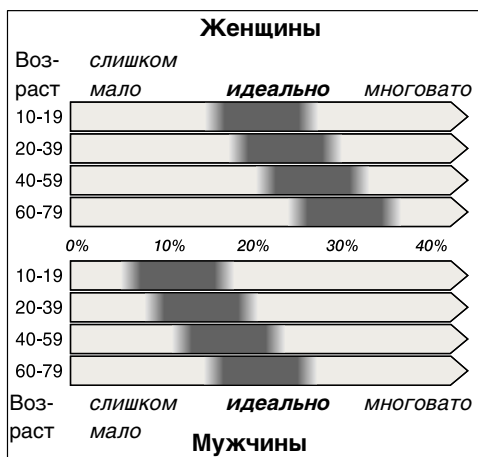 Женщины
Воз- слишком
раст мало идеально многовато
10-19
20-39
40-59
60-79
0% 10% 20% 30% 40%
10-19
20-39
40-59
60-79
Воз- слишком идеально многовато
раст мало
Мужчины